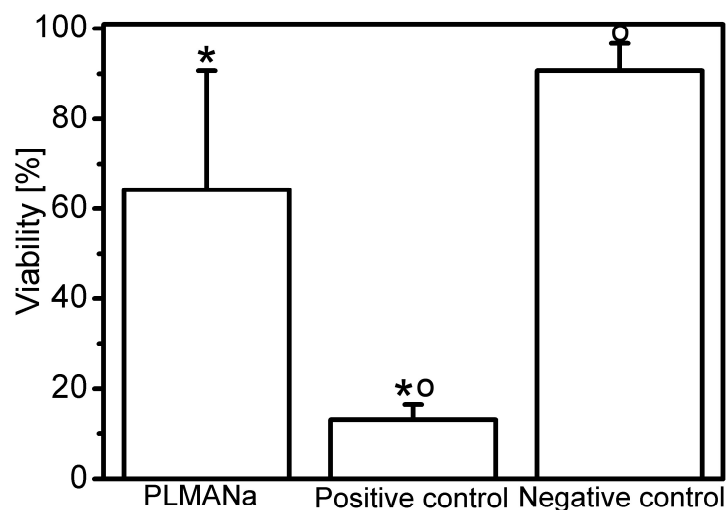 Viability [%]
100
80
60
40
20
0
*
* o
o
PLMANa
Positive control
Negative control